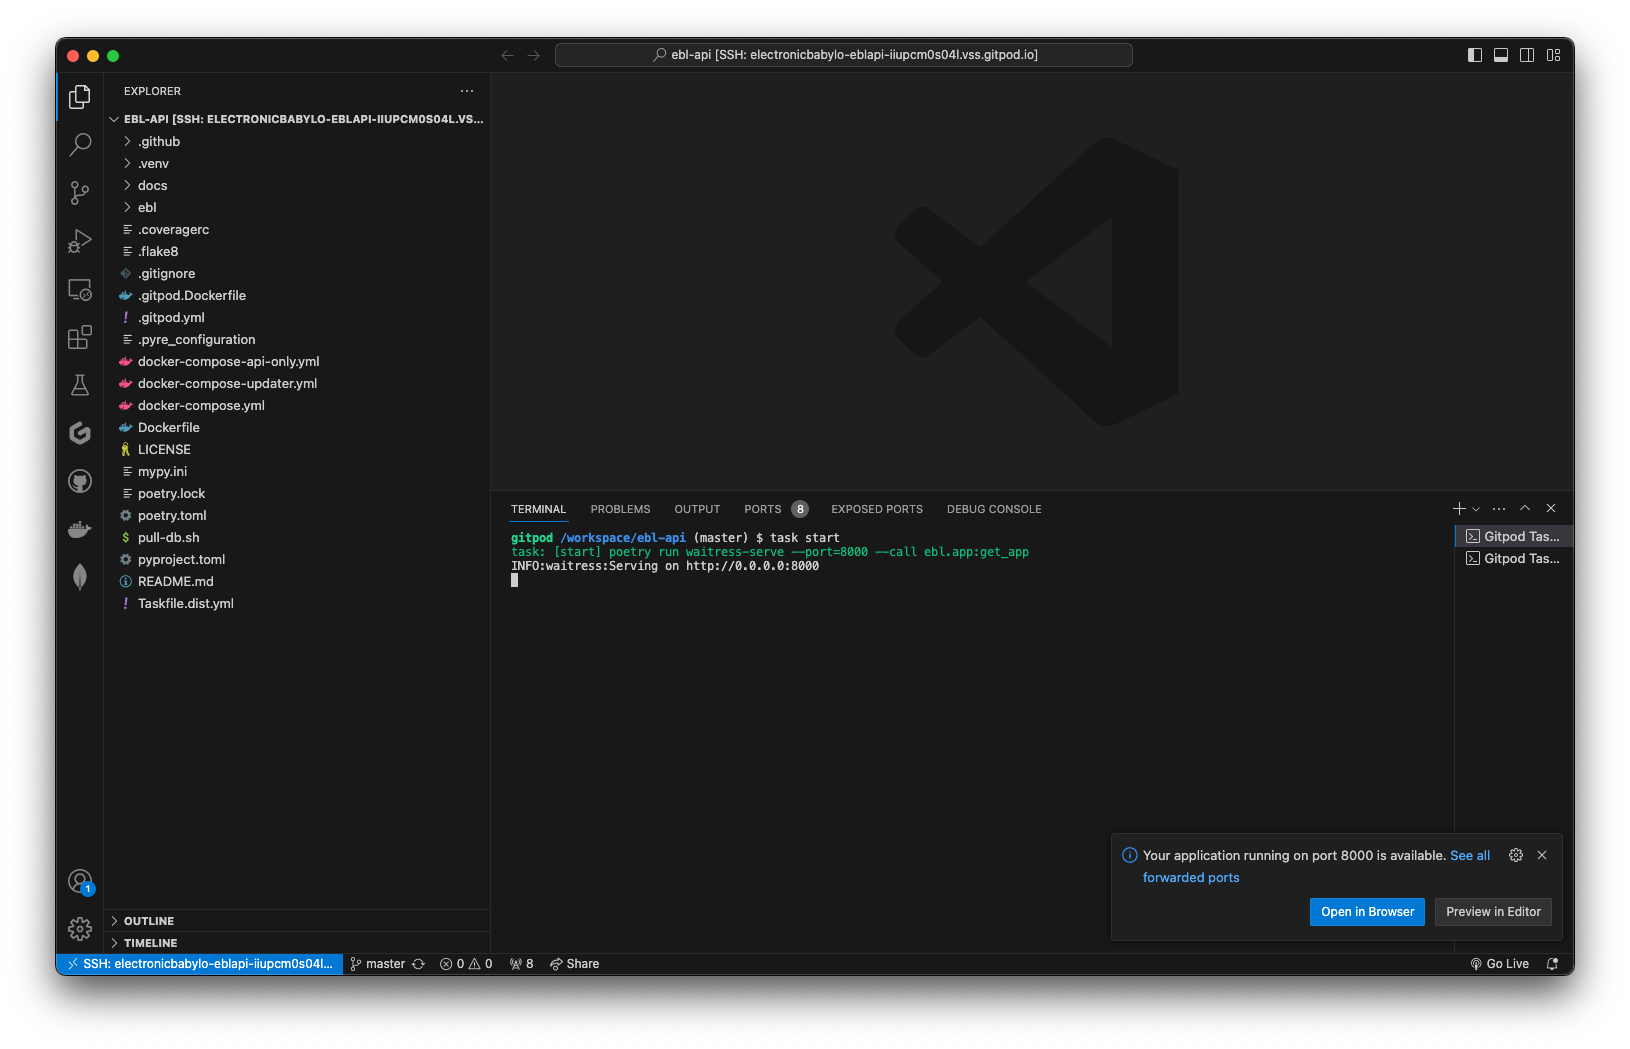 ebl-api [SSH: electronicbabylo-eblapi-iiupcm0s04l.vss.gitpod.io]
EXPLORER
EBL-API [SSH: ELECTRONICBABYLO-EBLAPI-IIUPCM0S04L.VS...
.github
.venv
docs
ebl
.coveragerc
.flake8
.gitignore
.gitpod.Dockerfile
.gitpod.yml
.pyre_configuration
docker-compose-api-only.yml
docker-compose-updater.yml
docker-compose.yml
Dockerfile
LICENSE
mypy.ini
poetry.lock
poetry.toml
pull-db.sh
pyproject.toml
README.md
Taskfile.dist.yml
OUTLINE
TIMELINE
TERMINAL PROBLEMS OUTPUT PORTS 8 EXPOSED PORTS DEBUG CONSOLE
gitpod /workspace/ebl-api (master) $ task start
task: [start] poetry run waitress-serve --port=8000 --call ebl.app:get_app
INFO:waitress:Serving on http://0.0.0.0:8000
Gitpod Tas...
Gitpod Tas...
Your application running on port 8000 is available. See all
forwarded ports
Open in Browser Preview in Editor
1
SSH: electronicbabylo-eblapi-iiupcm0s04l... master 0 0 8 Share Go Live